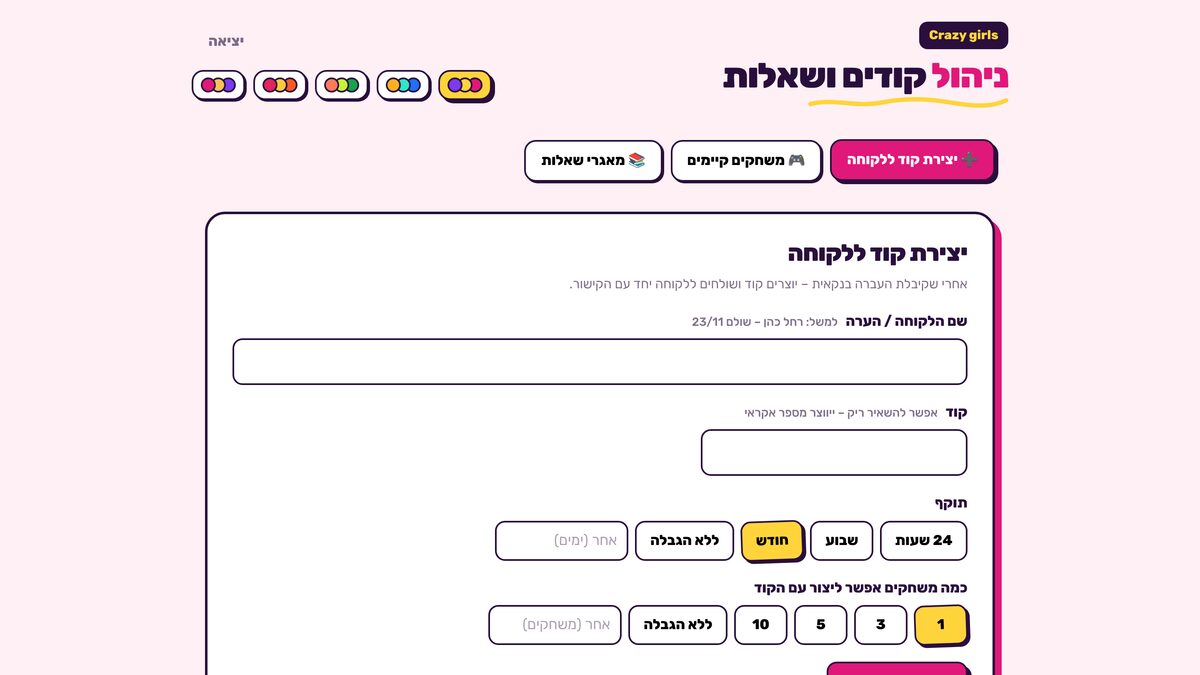 Crazy girls
יציאה
ניהול קודים ושאלות
➕ יצירת קוד ללקוחה
🎮 משחקים קיימים
📚 מאגרי שאלות
יצירת קוד ללקוחה
אחרי שקיבלת העברה בנקאית – יוצרים קוד ושולחים ללקוחה יחד עם הקישור.
שם הלקוחה / הערה למשל: רחל כהן – שולם 23/11
קוד אפשר להשאיר ריק – ייווצר מספר אקראי
תוקף
24 שעות
שבוע
חודש
ללא הגבלה
אחר (ימים)
כמה משחקים אפשר ליצור עם הקוד
1
3
5
10
ללא הגבלה
אחר (משחקים)